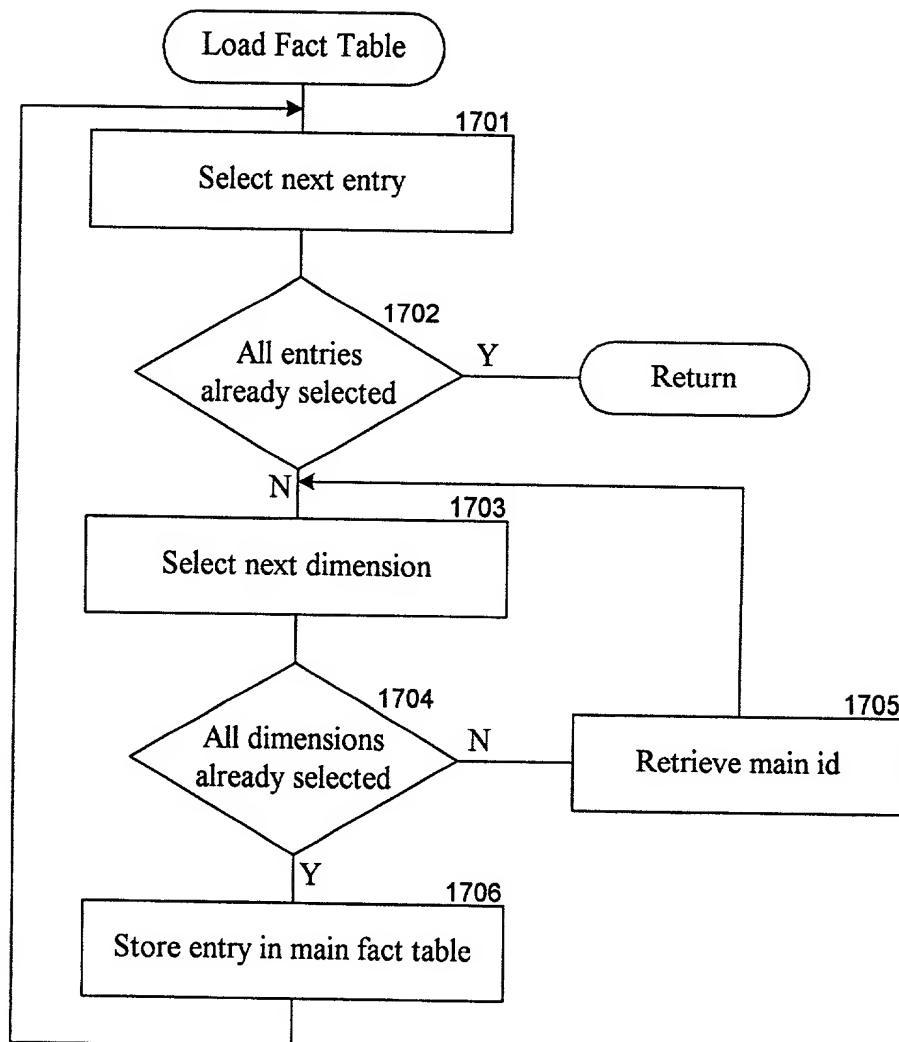 Load Fact Table
1701
Select next entry
1702
All entries
already selected
Y
Return
N
1703
Select next dimension
1704
All dimensions
already selected
N
1705
Retrieve main id
Y
1706
Store entry in main fact table